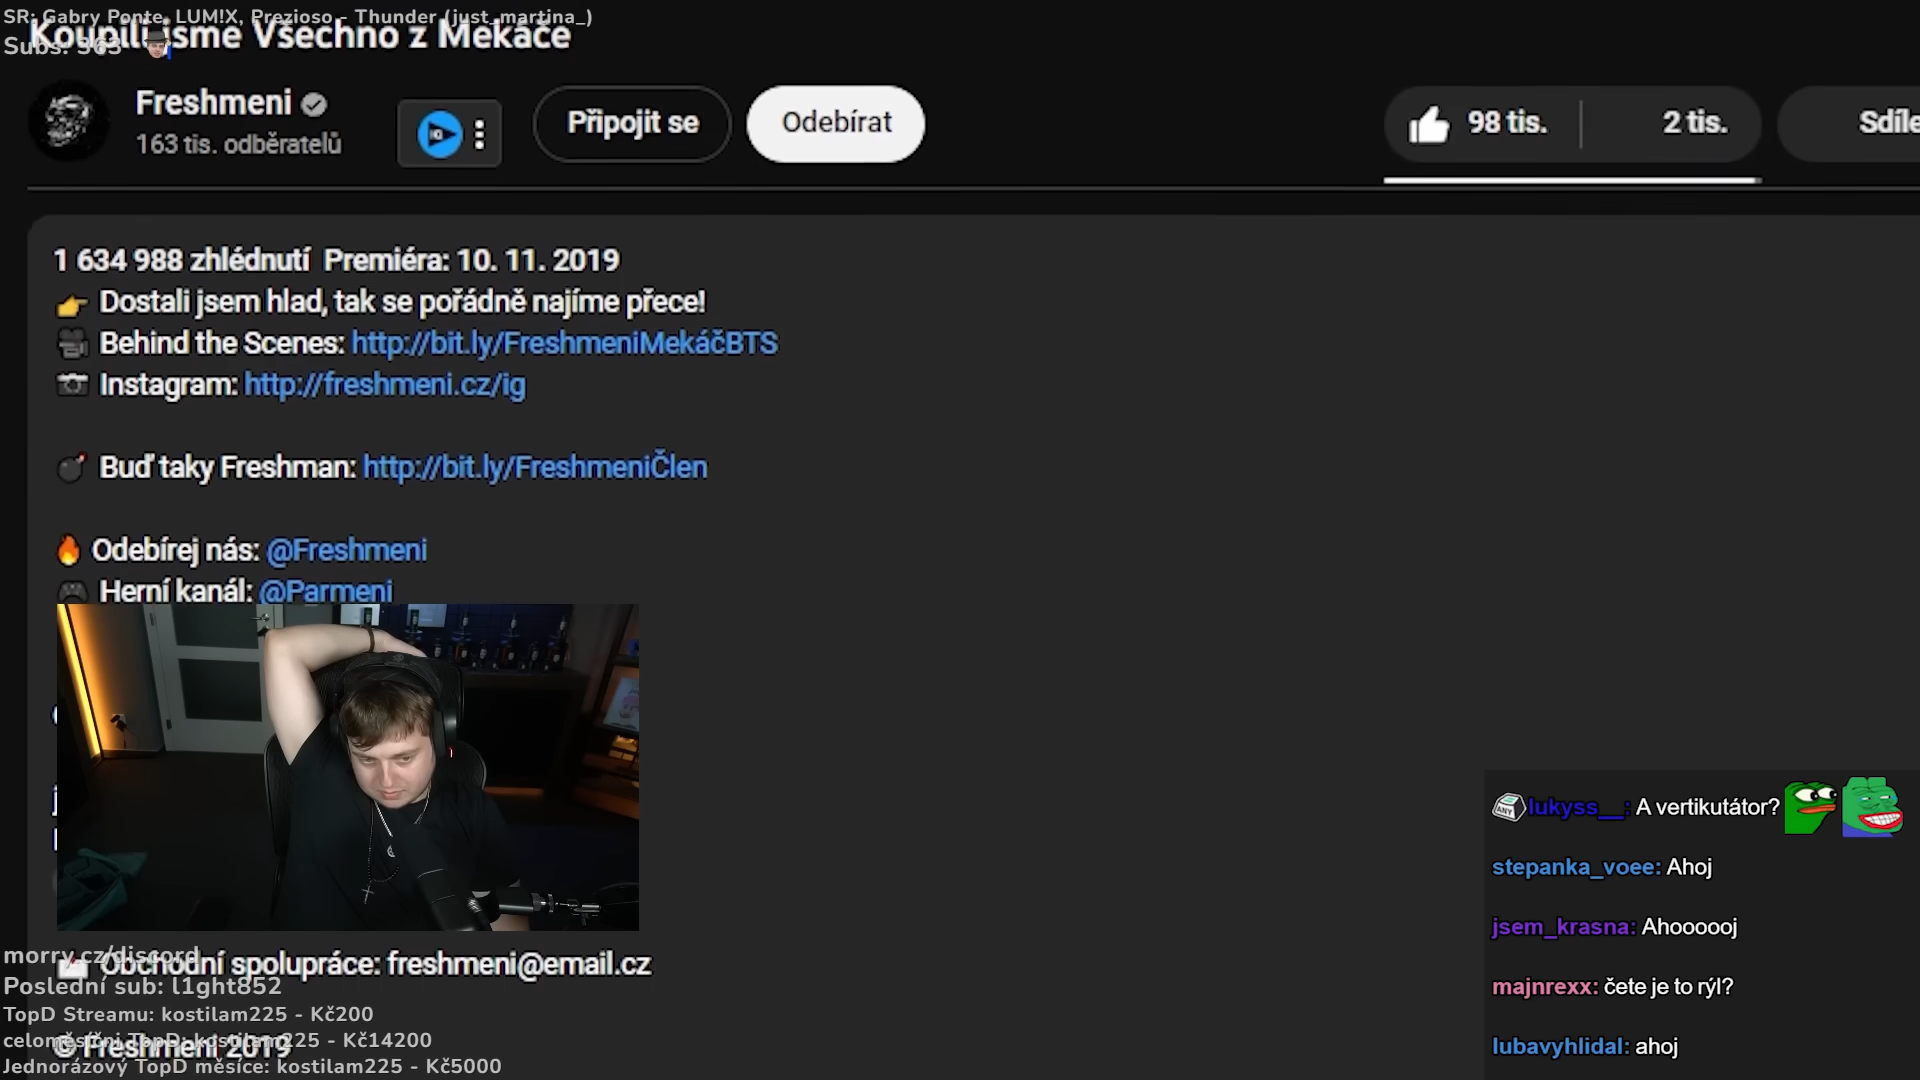 SR: Gabry Ponte, LUM!X, Prezioso - Thunder (just_martina_)
Koupili jsme Všechno z Mekáče
Subs: 363
Freshmeni
163 tis. odběratelů
HD
Připojit se
Odebírat
98 tis.
2 tis.
Sdíle
1 634 988 zhlédnutí Premiéra: 10. 11. 2019
👉 Dostali jsem hlad, tak se pořádně najíme přece!
🎥 Behind the Scenes: http://bit.ly/FreshmeniMekáčBTS
📷 Instagram: http://freshmeni.cz/ig
💣 Buď taky Freshman: http://bit.ly/FreshmeniČlen
🔥 Odebírej nás: @Freshmeni
🎮 Herní kanál: @Parmeni
Obchodní spolupráce: freshmeni@email.cz
© Freshmeni 2019
morry.cz/discord
Poslední sub: l1ght852
TopD Streamu: kostilam225 - Kč200
celoměsíční TopD: kostilam225 - Kč14200
Jednorázový TopD měsíce: kostilam225 - Kč5000
ANY
lukyss__: A vertikutátor?
stepanka_voee: Ahoj
jsem_krasna: Ahoooooj
majnrexx: čete je to rýl?
lubavyhlidal: ahoj